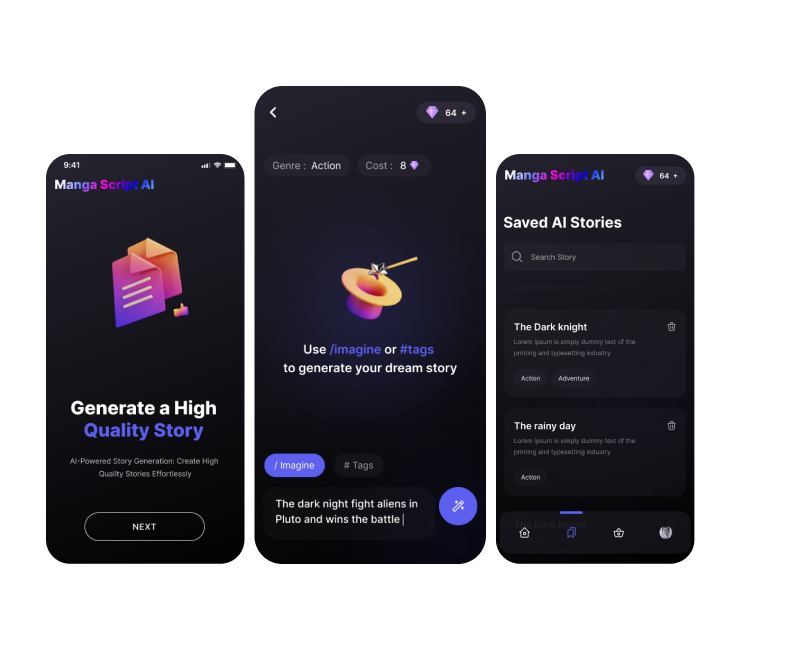 9:41
Manga Script AI
Generate a High
Quality Story
AI-Powered Story Generation: Create High
Quality Stories Effortlessly
NEXT
64 +
Genre : Action
Cost : 8
Use /imagine or #tags
to generate your dream story
/ Imagine
# Tags
The dark night fight aliens in
Pluto and wins the battle
Manga Script AI
64 +
Saved AI Stories
Search Story
The Dark knight
Lorem Ipsum is simply dummy text of the
printing and typesetting industry
Action
Adventure
The rainy day
Lorem Ipsum is simply dummy text of the
printing and typesetting industry
Action
The Dark knight